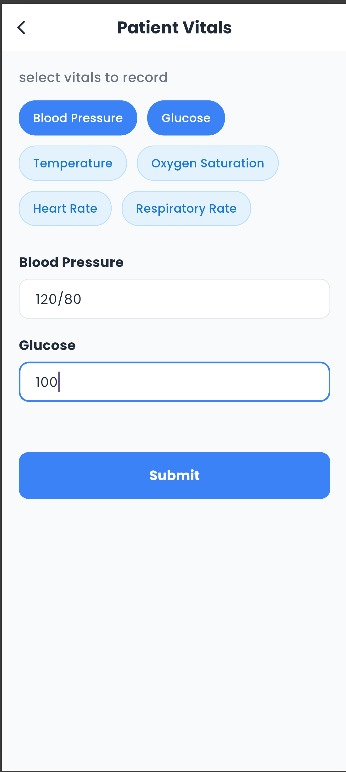 Patient Vitals
select vitals to record
Blood Pressure Glucose
Temperature Oxygen Saturation
Heart Rate Respiratory Rate
Blood Pressure
120/80
Glucose
100
Submit